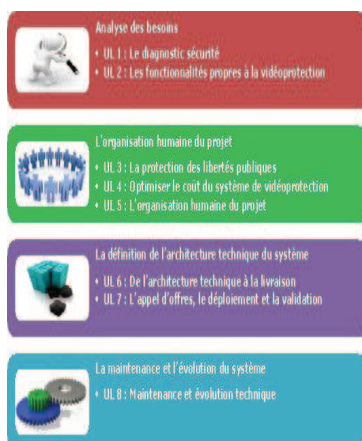 Analyse des besoins
• UL 1 : Le diagnostic sécurité
• UL 2 : Les fonctionnalités propres à la vidéoprotection
L'organisation humaine du projet
• UL 3 : La protection des libertés publiques
• UL 4 : Optimiser le coût du système de vidéoprotection
• UL 5 : L'organisation humaine du projet
La définition de l'architecture technique du système
• UL 6 : De l'architecture technique à la livraison
• UL 7 : L'appel d'offres, le déploiement et la validation
La maintenance et l'évolution du système
• UL 8 : Maintenance et évolution technique